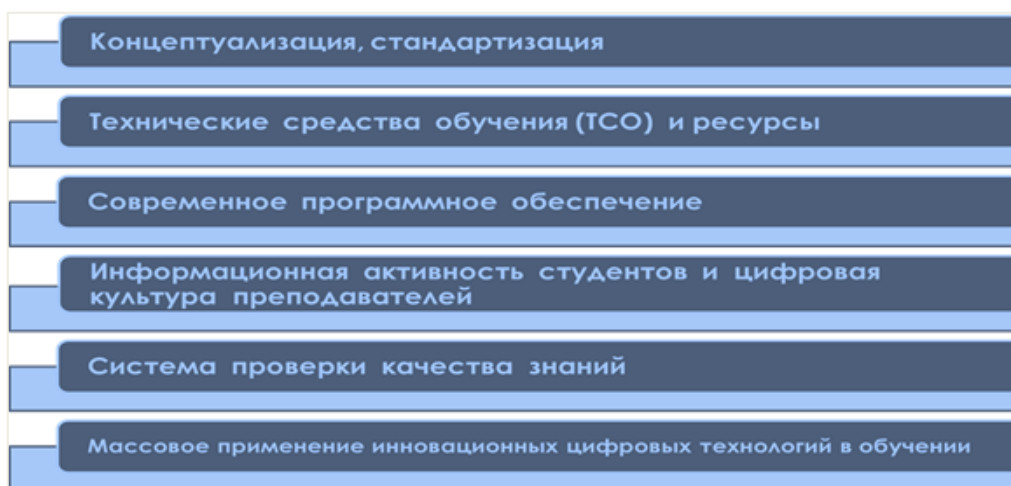 Концептуализация, стандартизация
Технические средства обучения (ТСО) и ресурсы
Современное программное обеспечение
Информационная активность студентов и цифровая
культура преподавателей
Система проверки качества знаний
Массовое применение инновационных цифровых технологий в обучении